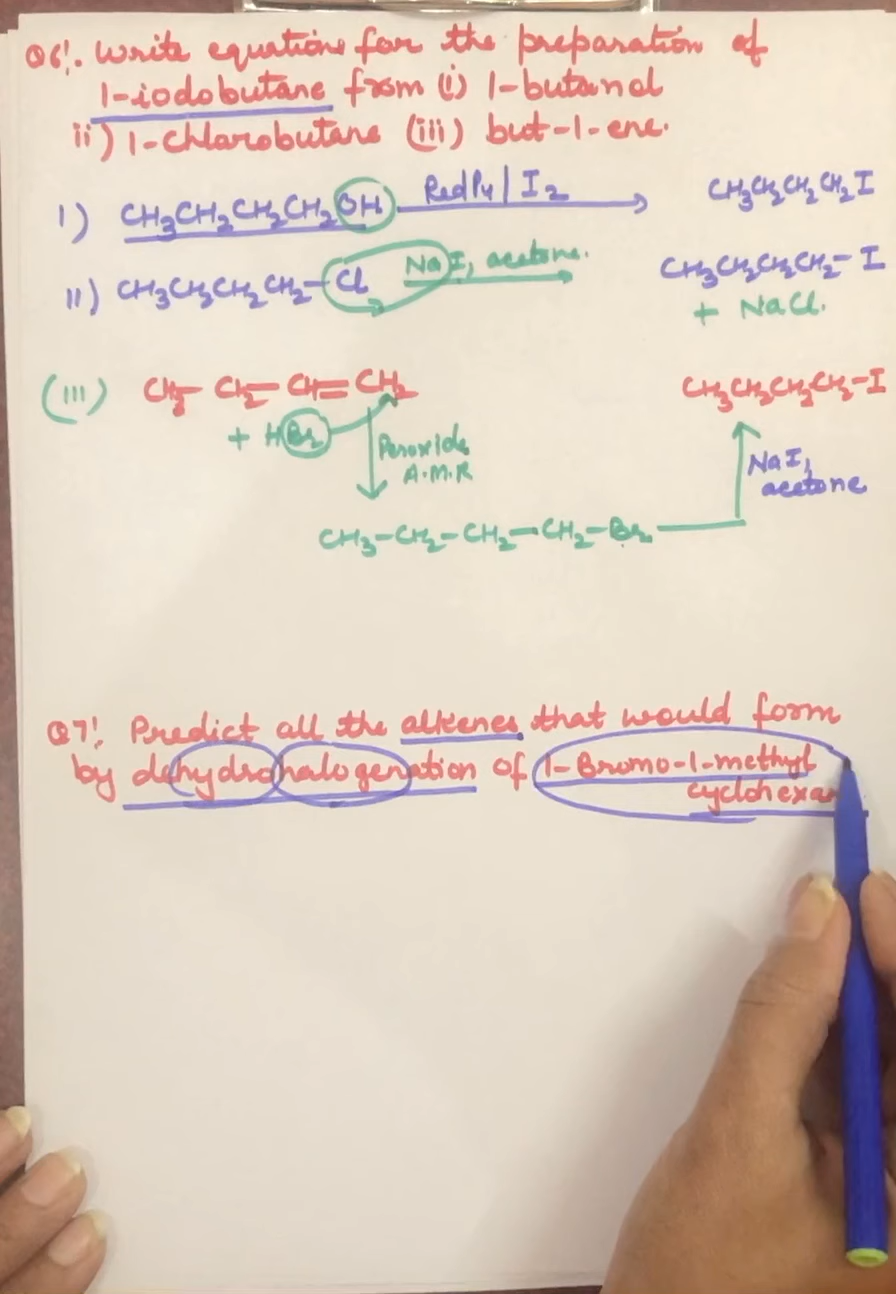 Q6!. Write equations for the preparation of
1-iodobutane from (i) 1-butanol
ii) 1-chlorobutane (iii) but-1-ene.
I) CH3CH2CH2CH2OH Red P4 / I2 CH3CH2CH2CH2I
II) CH3CH2CH2CH2-Cl NaI, acetone. CH3CH2CH2CH2-I
+ NaCl.
(III) CH3-CH2-CH=CH2 CH3CH2CH2CH2-I
+ HBr Peroxide
A.M.R
NaI,
acetone
CH3-CH2-CH2-CH2-Br
Q7!. Predict all the alkenes that would form
by dehydrohalogenation of 1-Bromo-1-methyl
cyclohexan